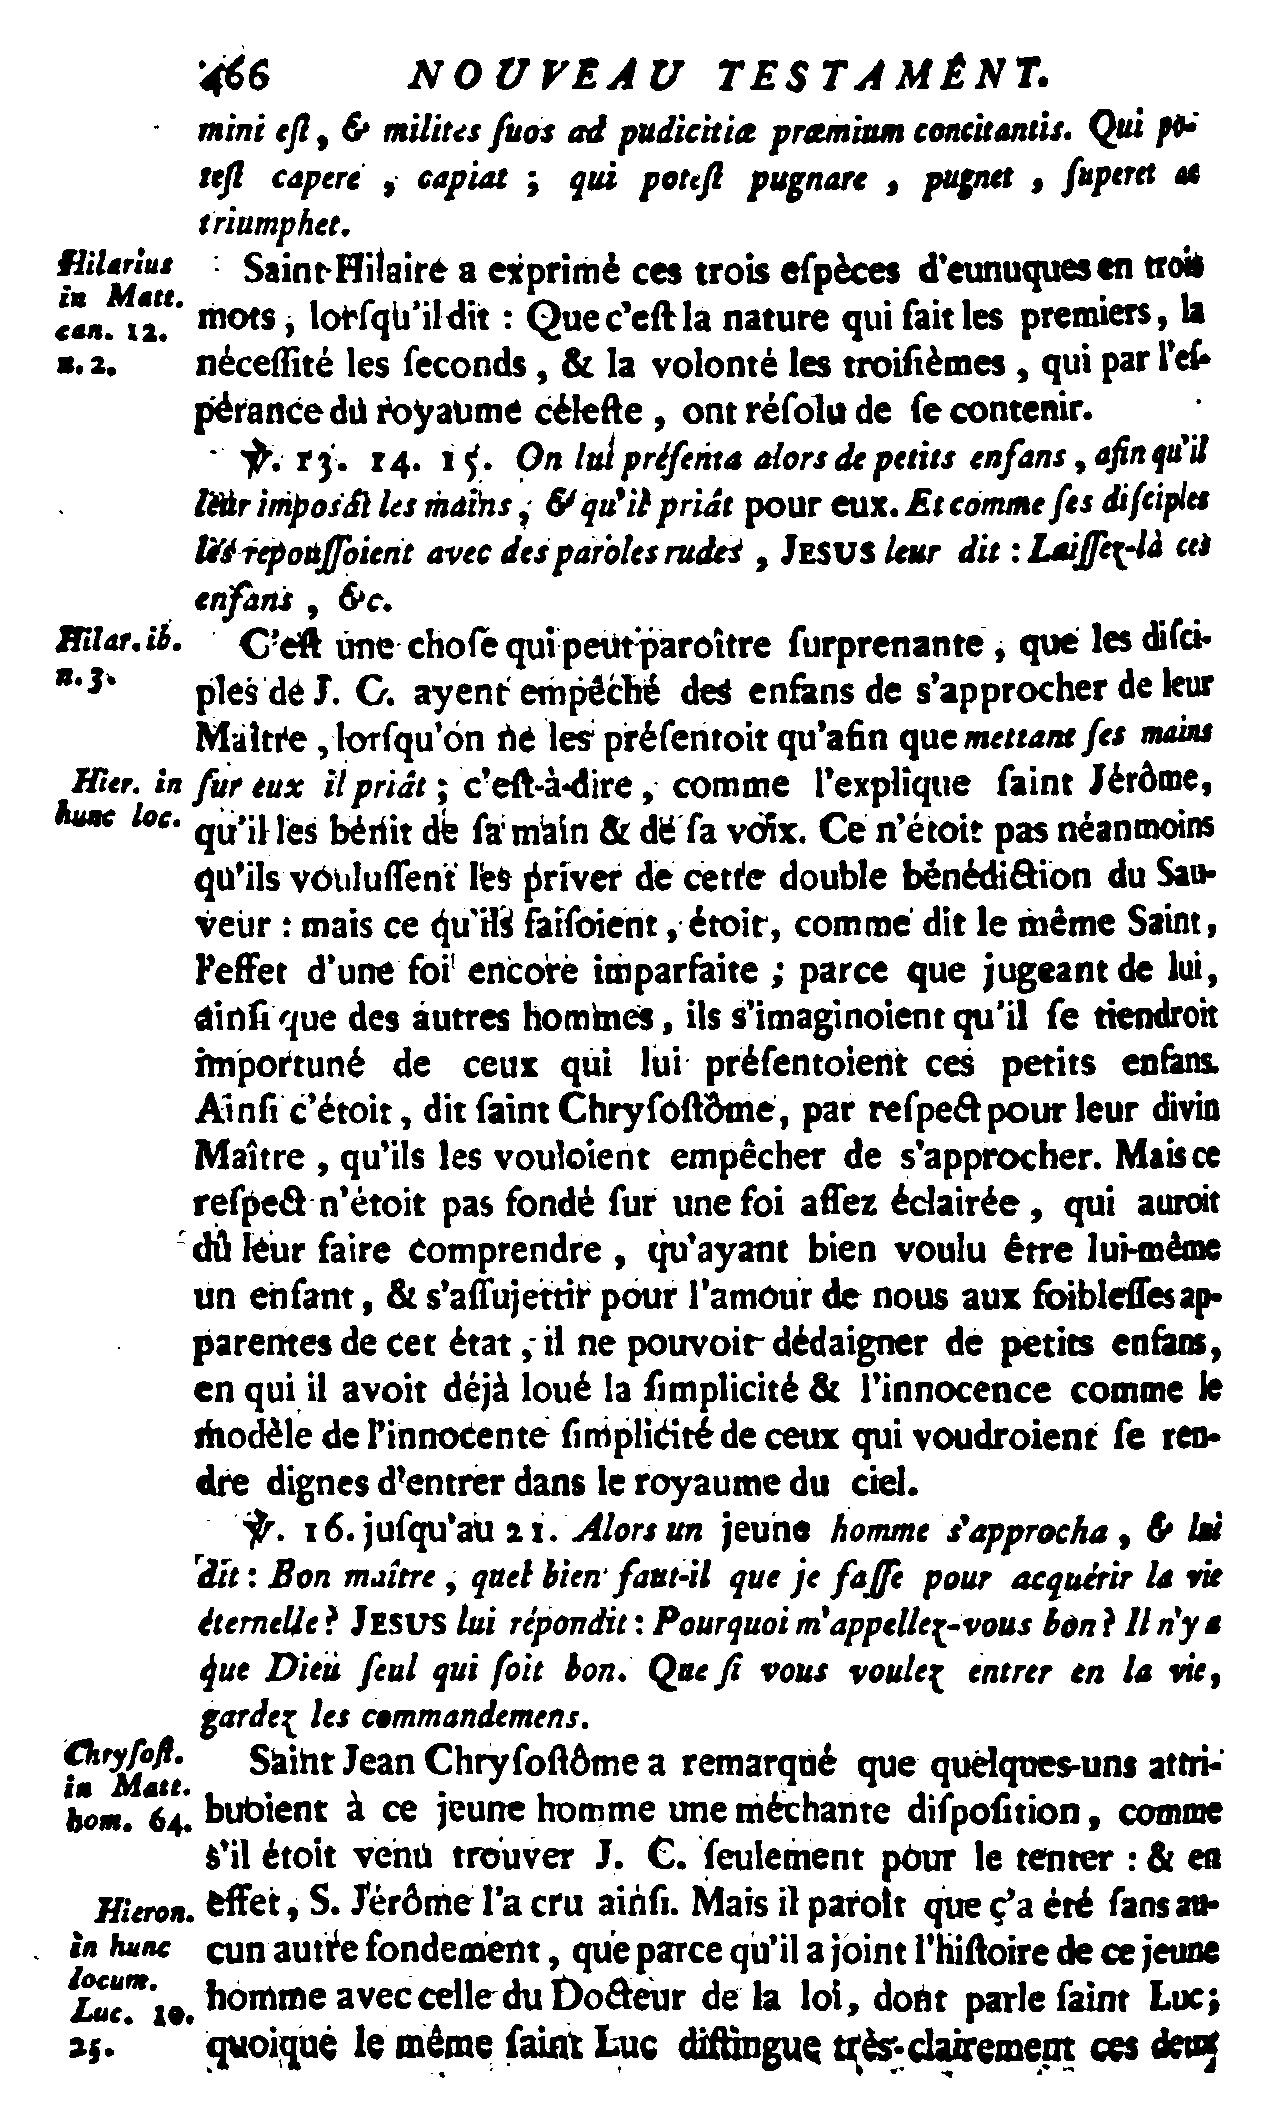 466 NOUVEAU TESTAMENT.
mini eſt, & milites ſuos ad pudicitiæ præmium concitantis. Qui po-
teſt capere, capiat ; qui poteſt pugnare, pugnet, ſuperet ac
triumphet.
Hilarius
in Matt.
can. 12.
n. 2.
Saint Hilaire a exprimé ces trois eſpèces d'eunuques en trois
mots, lorſqu'il dit : Que c'eſt la nature qui fait les premiers, la
néceſſité les ſeconds, & la volonté les troiſièmes, qui par l'eſ-
pérance du royaume céleſte, ont réſolu de ſe contenir.
℣. 13. 14. 15. On lui préſenta alors de petits enfans, afin qu'il
leur imposât les mains, & qu'il priât pour eux. Et comme ſes diſciples
les repouſſoient avec des paroles rudes, JESUS leur dit : Laiſſez-là ces
enfans, &c.
Hilar. ib.
n. 3.
C'eſt une choſe qui peut paroître ſurprenante, que les diſci-
ples de J. C. ayent empêché des enfans de s'approcher de leur
Maître, lorſqu'on ne les préſentoit qu'afin que mettant ſes mains
Hier. in
hunc loc.
ſur eux il priât ; c'eſt-à-dire, comme l'explique ſaint Jérôme,
qu'il les bénit de ſa main & de ſa voix. Ce n'étoit pas néanmoins
qu'ils vouluſſent les priver de cette double bénédiction du Sau-
veur : mais ce qu'ils faiſoient, étoit, comme dit le même Saint,
l'effet d'une foi encore imparfaite ; parce que jugeant de lui,
ainſi que des autres hommes, ils s'imaginoient qu'il ſe tiendroit
importuné de ceux qui lui préſentoient ces petits enfans.
Ainſi c'étoit, dit ſaint Chryſoſtôme, par reſpect pour leur divin
Maître, qu'ils les vouloient empêcher de s'approcher. Mais ce
reſpect n'étoit pas fondé ſur une foi aſſez éclairée, qui auroit
dû leur faire comprendre, qu'ayant bien voulu être lui-même
un enfant, & s'aſſujettir pour l'amour de nous aux foibleſſes ap-
parentes de cet état, il ne pouvoit dédaigner de petits enfans,
en qui il avoit déjà loué la ſimplicité & l'innocence comme le
modèle de l'innocente ſimplicité de ceux qui voudroient ſe ren-
dre dignes d'entrer dans le royaume du ciel.
℣. 16. juſqu'au 21. Alors un jeune homme s'approcha, & lui
dit : Bon maître, quel bien faut-il que je faſſe pour acquérir la vie
éternelle ? JESUS lui répondit : Pourquoi m'appellez-vous bon ? Il n'y a
que Dieu ſeul qui ſoit bon. Que ſi vous voulez entrer en la vie,
gardez les commandemens.
Chryſoſt.
in Matt.
hom. 64.
Saint Jean Chryſoſtôme a remarqué que quelques-uns attri-
buoient à ce jeune homme une méchante diſpoſition, comme
s'il étoit venu trouver J. C. ſeulement pour le tenter : & en
Hieron.
in hunc
locum.
Luc. 10.
25.
effet, S. Jérôme l'a cru ainſi. Mais il paroît que ç'a été ſans au-
cun autre fondement, que parce qu'il a joint l'hiſtoire de ce jeune
homme avec celle du Docteur de la loi, dont parle ſaint Luc ;
quoique le même ſaint Luc diſtingue très-clairement ces deux